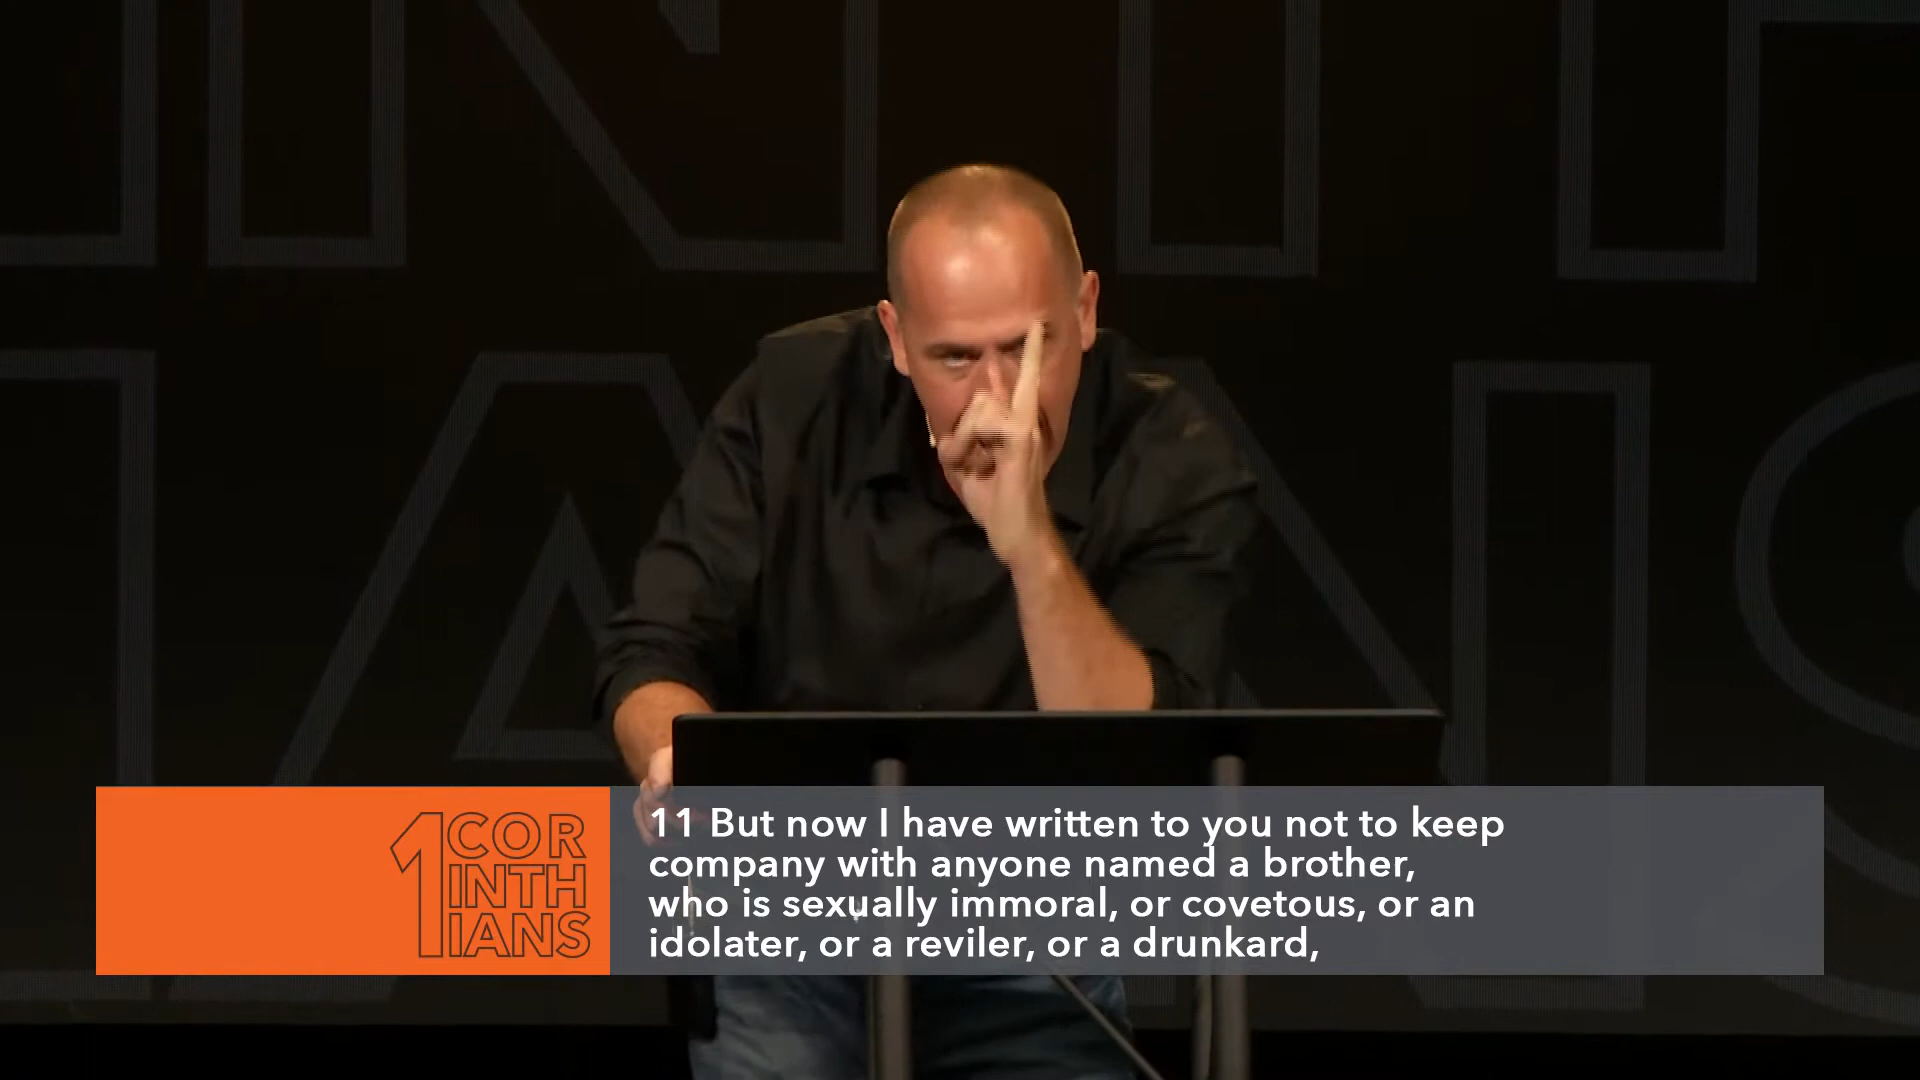 1 COR
INTH
IANS
11 But now I have written to you not to keep
company with anyone named a brother,
who is sexually immoral, or covetous, or an
idolater, or a reviler, or a drunkard,